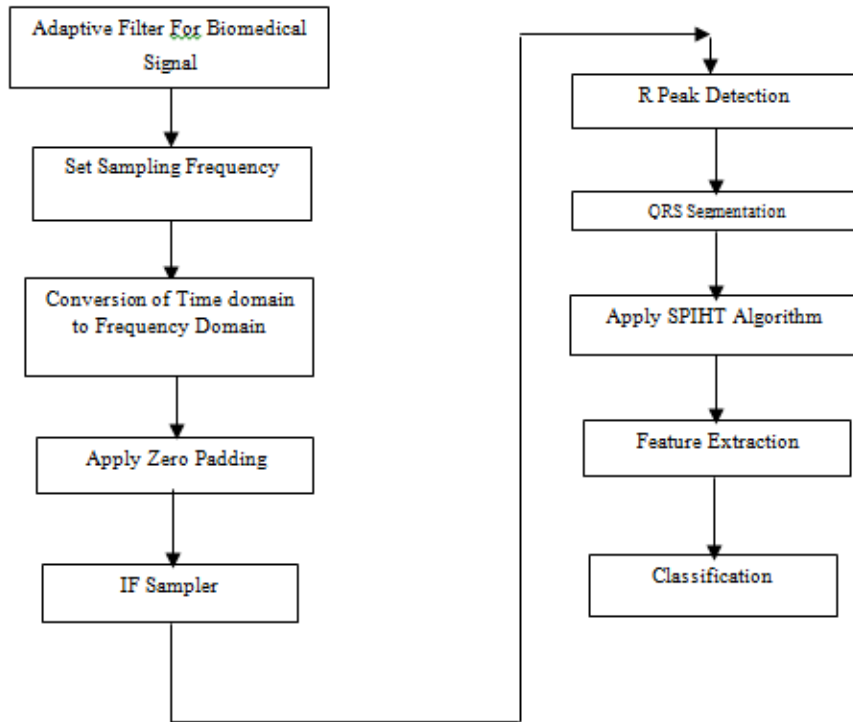 Adaptive Filter For Biomedical
Signal
Set Sampling Frequency
Conversion of Time domain
to Frequency Domain
Apply Zero Padding
IF Sampler
R Peak Detection
QRS Segmentation
Apply SPIHT Algorithm
Feature Extraction
Classification